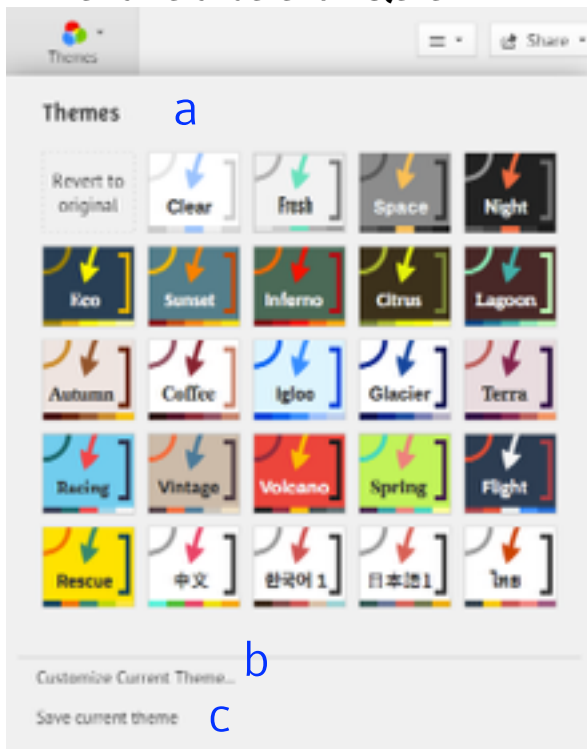 Themes
Share
Themes
a
Revert to
original
Clear
Fresh
Space
Night
Eco
Sunset
Inferno
Citrus
Lagoon
Autumn
Coffee
Igloo
Glacier
Terra
Racing
Vintage
Volcano
Spring
Flight
Rescue
中文
한국어 1
日本語1
ไทย
b
Customize Current Theme...
Save current theme
c